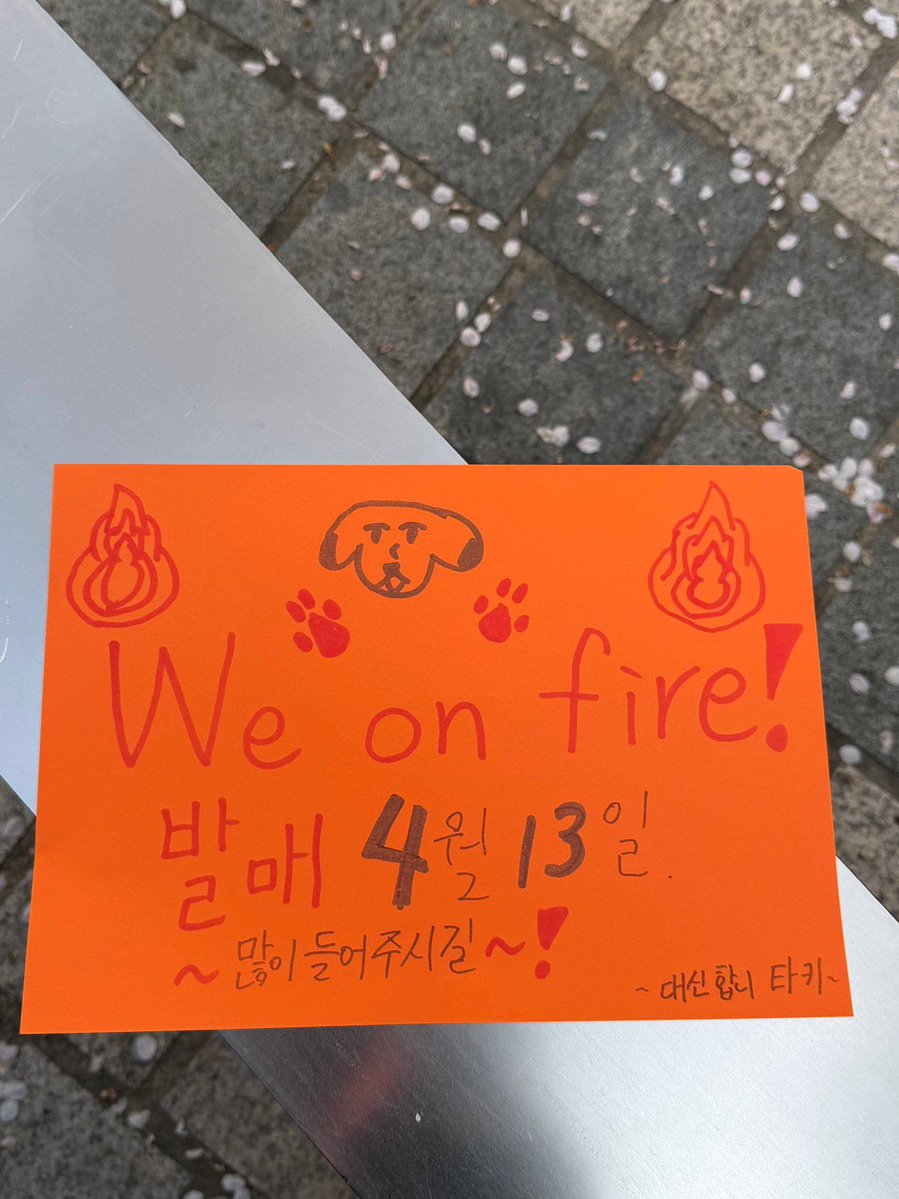 We on fire!
발매 4월 13일.
~ 많이 들어주시길 ~!
~ 대신합니 타키~